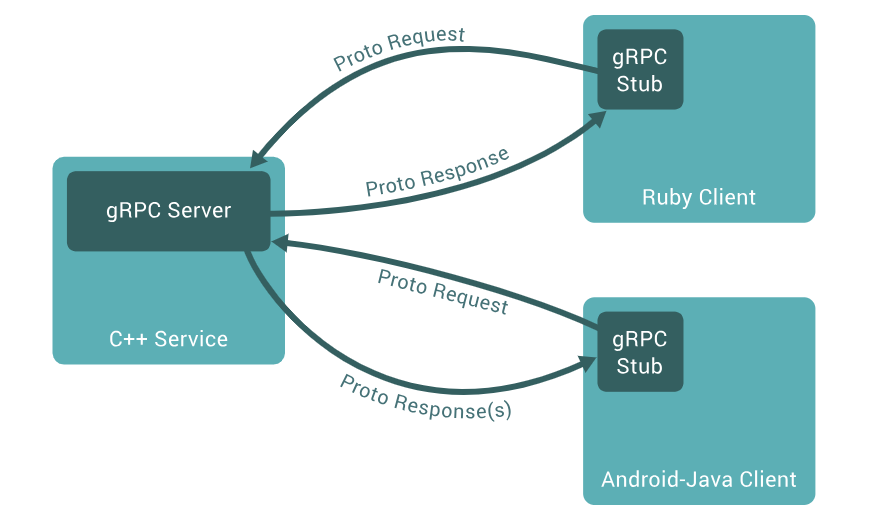 Proto Request
gRPC
Stub
Proto Response
Ruby Client
gRPC Server
Proto Request
C++ Service
gRPC
Stub
Proto Response(s)
Android-Java Client